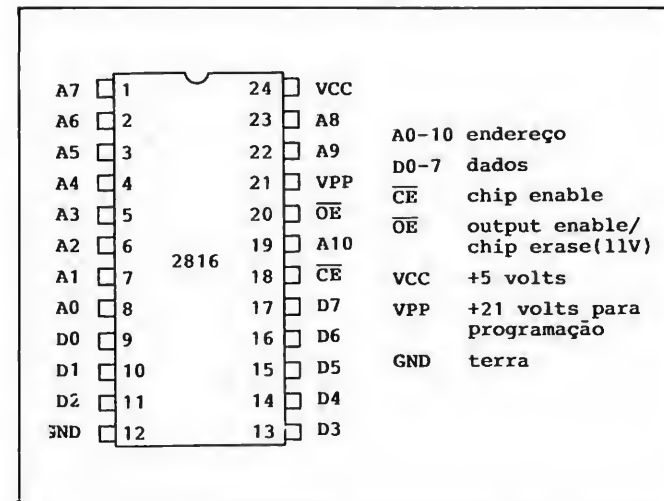 A7 1 24 VCC
A6 2 23 A8
A5 3 22 A9
A4 4 21 VPP
A3 5 20 OE
A2 6 19 A10
A1 7 18 CE
A0 8 17 D7
D0 9 16 D6
D1 10 15 D5
D2 11 14 D4
GND 12 13 D3
2816
A0-10 endereço
D0-7 dados
CE chip enable
OE output enable/
chip erase(11V)
VCC +5 volts
VPP +21 volts para
programação
GND terra